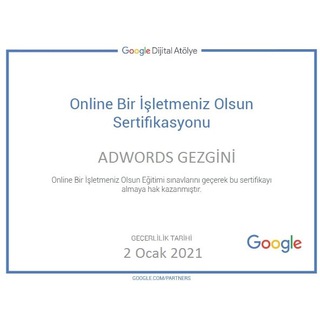 Google Dijital Atölye
Online Bir İşletmeniz Olsun
Sertifikasyonu
ADWORDS GEZGİNİ
Online Bir İşletmeniz Olsun Eğitimi sınavlarını geçerek bu sertifikayı
almaya hak kazanmıştır.
GEÇERLİLİK TARİHİ
2 Ocak 2021
Google
GOOGLE.COM/PARTNERS